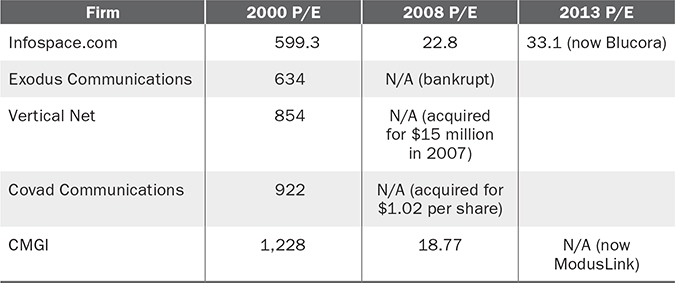 Firm 2000 P/E 2008 P/E 2013 P/E
Infospace.com 599.3 22.8 33.1 (now Blucora)
Exodus Communications 634 N/A (bankrupt)
Vertical Net 854 N/A (acquired
for $15 million
in 2007)
Covad Communications 922 N/A (acquired for
$1.02 per share)
CMGI 1,228 18.77 N/A (now
ModusLink)